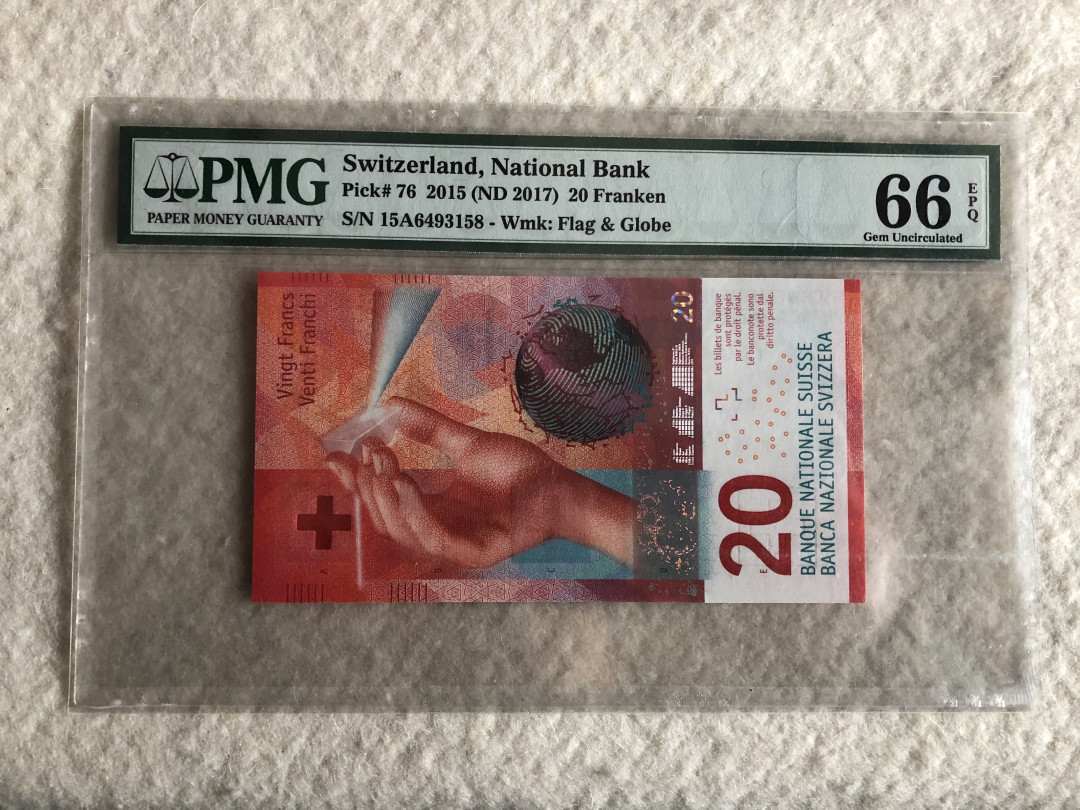 PMG
PAPER MONEY GUARANTY
Switzerland, National Bank
Pick# 76 2015 (ND 2017) 20 Franken
S/N 15A6493158 - Wmk: Flag & Globe
66
EPQ
Gem Uncirculated
Vingt Francs
Venti Franchi
20
Les billets de banque
sont protégés
par le droit pénal.
Le banconote sono
protette dal
diritto penale.
20
BANQUE NATIONALE SUISSE
BANCA NAZIONALE SVIZZERA
A
C
E